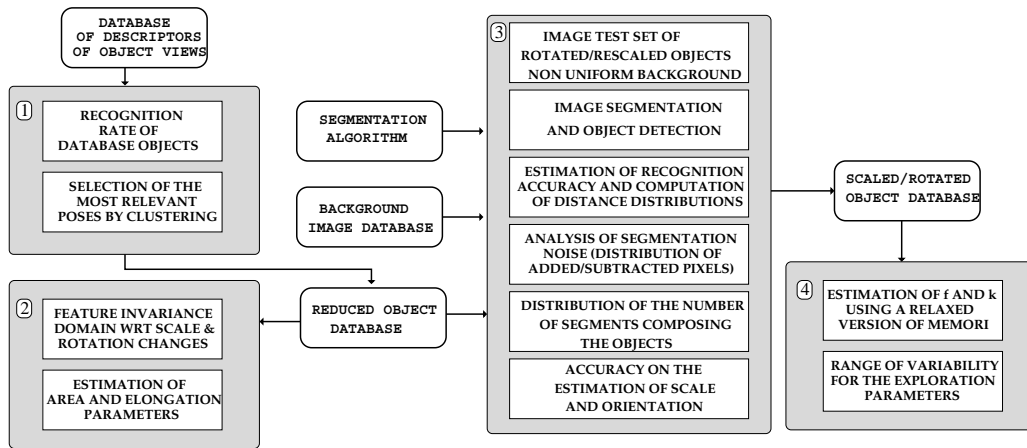 DATABASE
OF DESCRIPTORS
OF OBJECT VIEWS
1
RECOGNITION
RATE OF
DATABASE OBJECTS
SELECTION OF THE
MOST RELEVANT
POSES BY CLUSTERING
2
FEATURE INVARIANCE
DOMAIN WRT SCALE &
ROTATION CHANGES
ESTIMATION OF
AREA AND ELONGATION
PARAMETERS
SEGMENTATION
ALGORITHM
BACKGROUND
IMAGE DATABASE
REDUCED OBJECT
DATABASE
3
IMAGE TEST SET OF
ROTATED/RESCALED OBJECTS
NON UNIFORM BACKGROUND
IMAGE SEGMENTATION
AND OBJECT DETECTION
ESTIMATION OF RECOGNITION
ACCURACY AND COMPUTATION
OF DISTANCE DISTRIBUTIONS
ANALYSIS OF SEGMENTATION
NOISE (DISTRIBUTION OF
ADDED/SUBTRACTED PIXELS)
DISTRIBUTION OF THE NUMBER
OF SEGMENTS COMPOSING
THE OBJECTS
ACCURACY ON THE
ESTIMATION OF SCALE
AND ORIENTATION
SCALED/ROTATED
OBJECT DATABASE
4
ESTIMATION OF f AND k
USING A RELAXED
VERSION OF MEMORI
RANGE OF VARIABILITY
FOR THE EXPLORATION
PARAMETERS